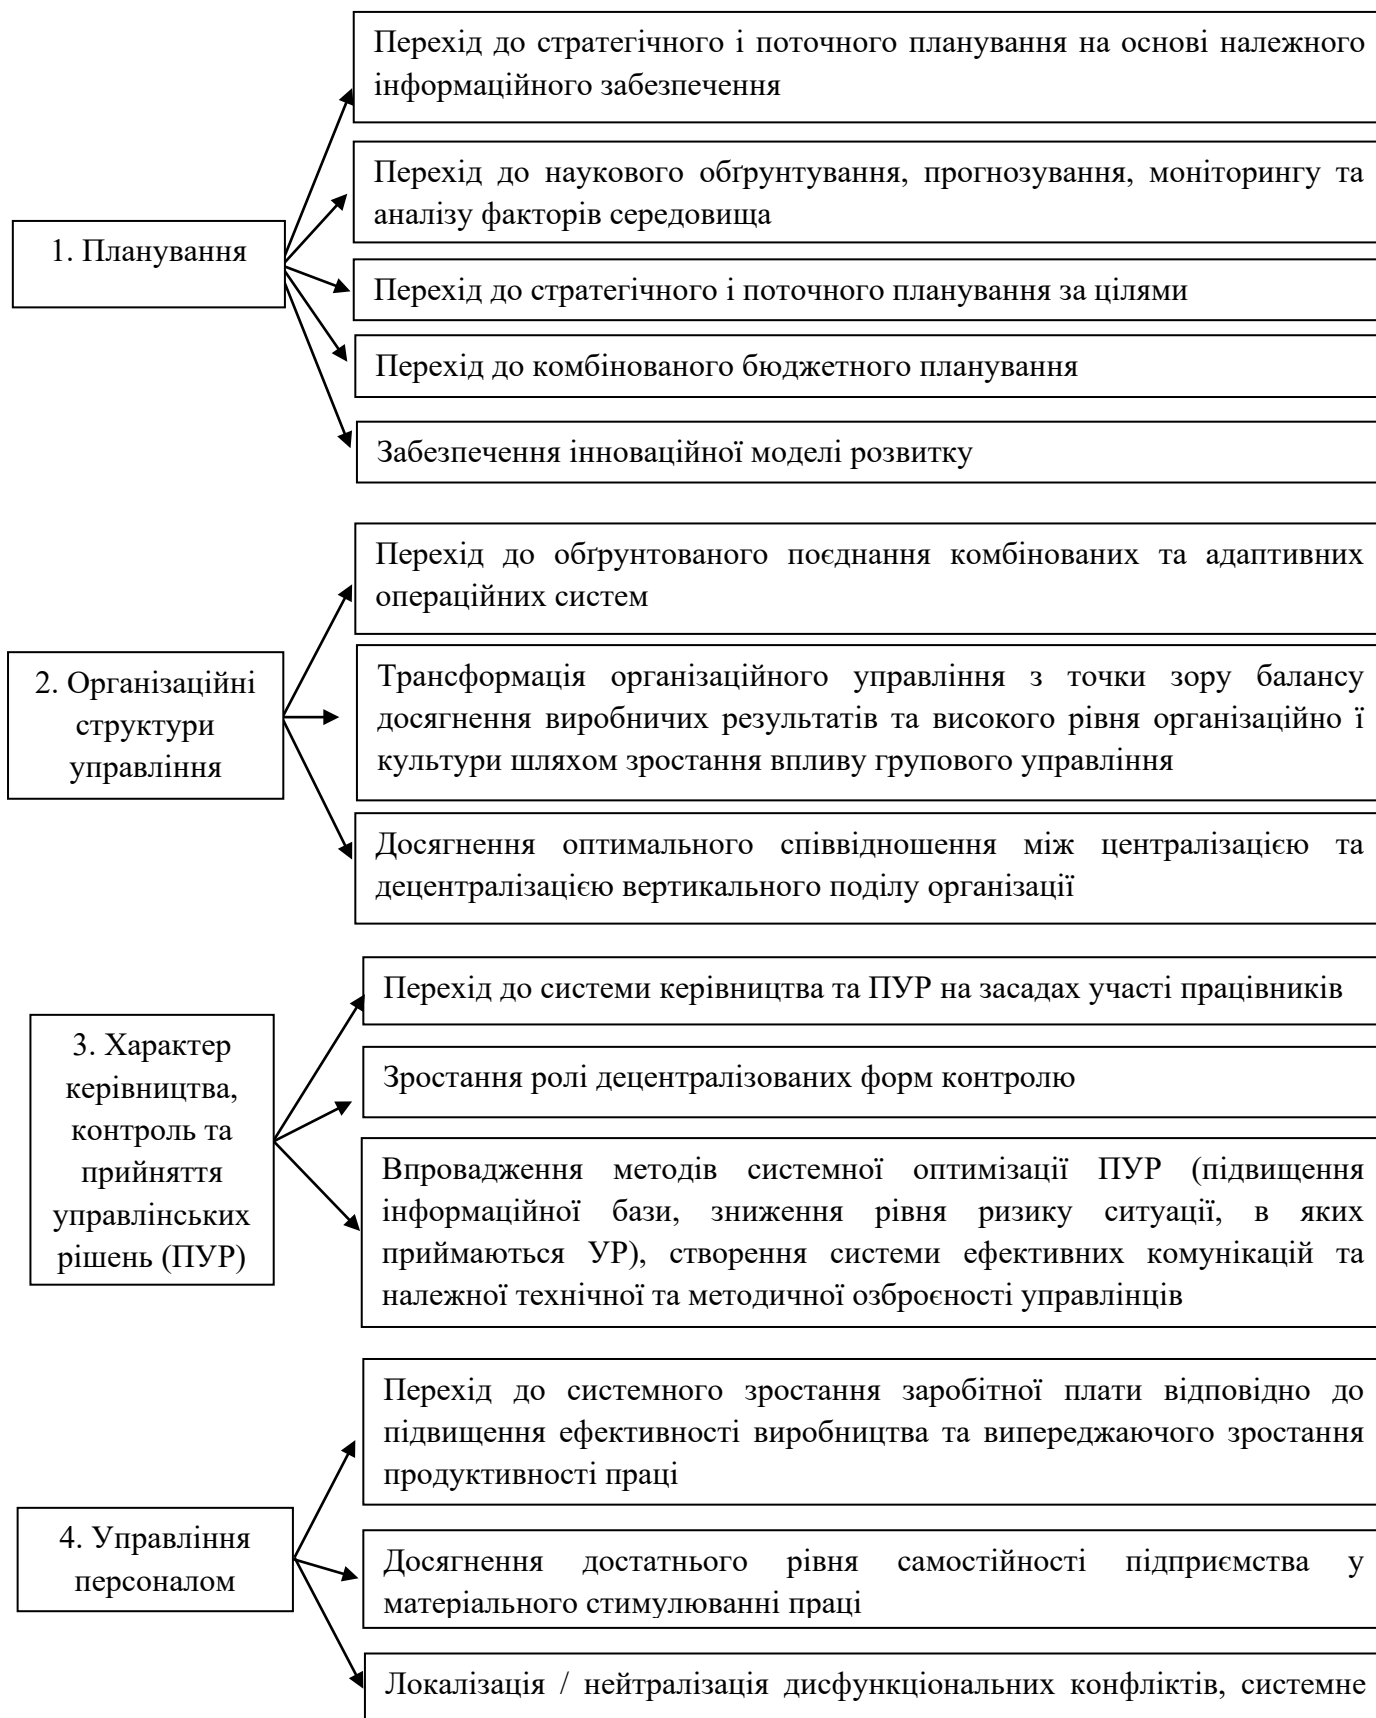 Перехід до стратегічного і поточного планування на основі належного
інформаційного забезпечення
Перехід до наукового обґрунтування, прогнозування, моніторингу та
аналізу факторів середовища
1. Планування
Перехід до стратегічного і поточного планування за цілями
Перехід до комбінованого бюджетного планування
Забезпечення інноваційної моделі розвитку
Перехід до обґрунтованого поєднання комбінованих та адаптивних
операційних систем
2. Організаційні
структури
управління
Трансформація організаційного управління з точки зору балансу
досягнення виробничих результатів та високого рівня організаційно ї
культури шляхом зростання впливу групового управління
Досягнення оптимального співвідношення між централізацією та
децентралізацією вертикального поділу організації
Перехід до системи керівництва та ПУР на засадах участі працівників
3. Характер
керівництва,
контроль та
прийняття
управлінських
рішень (ПУР)
Зростання ролі децентралізованих форм контролю
Впровадження методів системної оптимізації ПУР (підвищення
інформаційної бази, зниження рівня ризику ситуації, в яких
приймаються УР), створення системи ефективних комунікацій та
належної технічної та методичної озброєності управлінців
Перехід до системного зростання заробітної плати відповідно до
підвищення ефективності виробництва та випереджаючого зростання
продуктивності праці
4. Управління
персоналом
Досягнення достатнього рівня самостійності підприємства у
матеріального стимулюванні праці
Локалізація / нейтралізація дисфункціональних конфліктів, системне